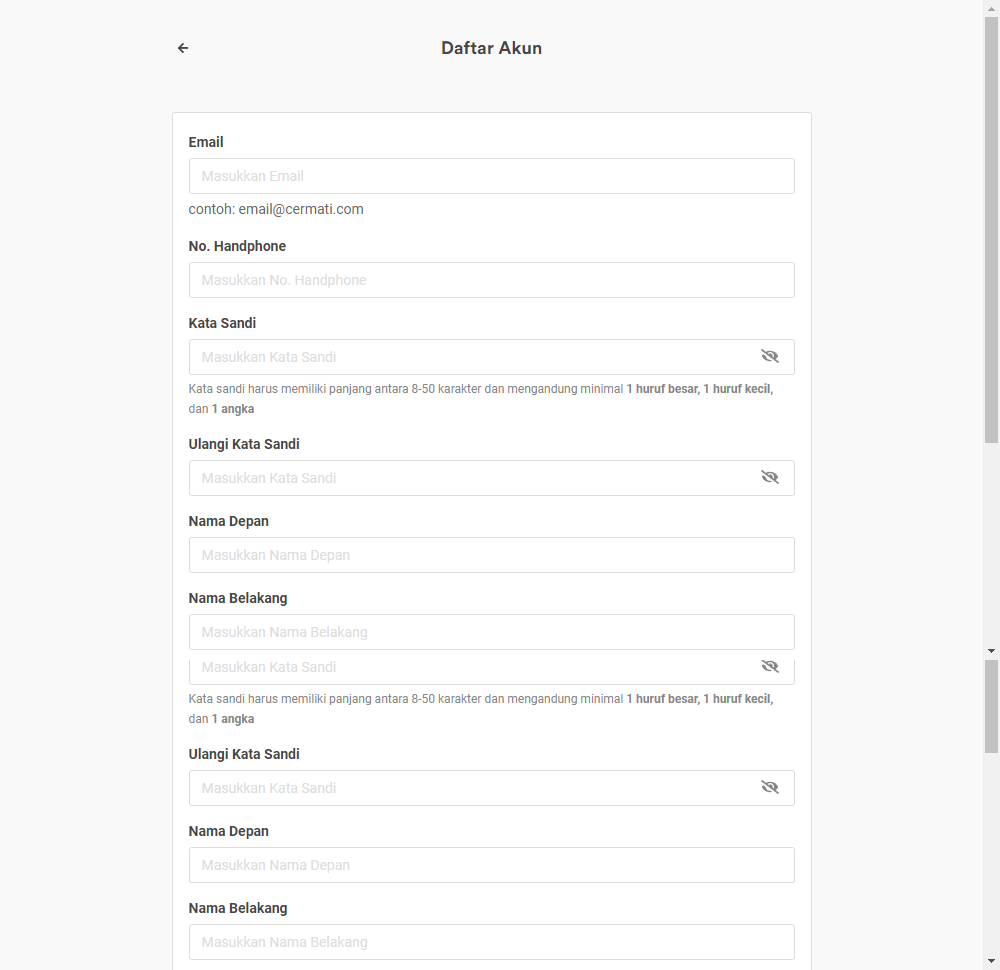 Daftar Akun
Email
Masukkan Email
contoh: email@cermati.com
No. Handphone
Masukkan No. Handphone
Kata Sandi
Masukkan Kata Sandi
Kata sandi harus memiliki panjang antara 8-50 karakter dan mengandung minimal 1 huruf besar, 1 huruf kecil,
dan 1 angka
Ulangi Kata Sandi
Masukkan Kata Sandi
Nama Depan
Masukkan Nama Depan
Nama Belakang
Masukkan Nama Belakang
Masukkan Kata Sandi
Kata sandi harus memiliki panjang antara 8-50 karakter dan mengandung minimal 1 huruf besar, 1 huruf kecil,
dan 1 angka
Ulangi Kata Sandi
Masukkan Kata Sandi
Nama Depan
Masukkan Nama Depan
Nama Belakang
Masukkan Nama Belakang